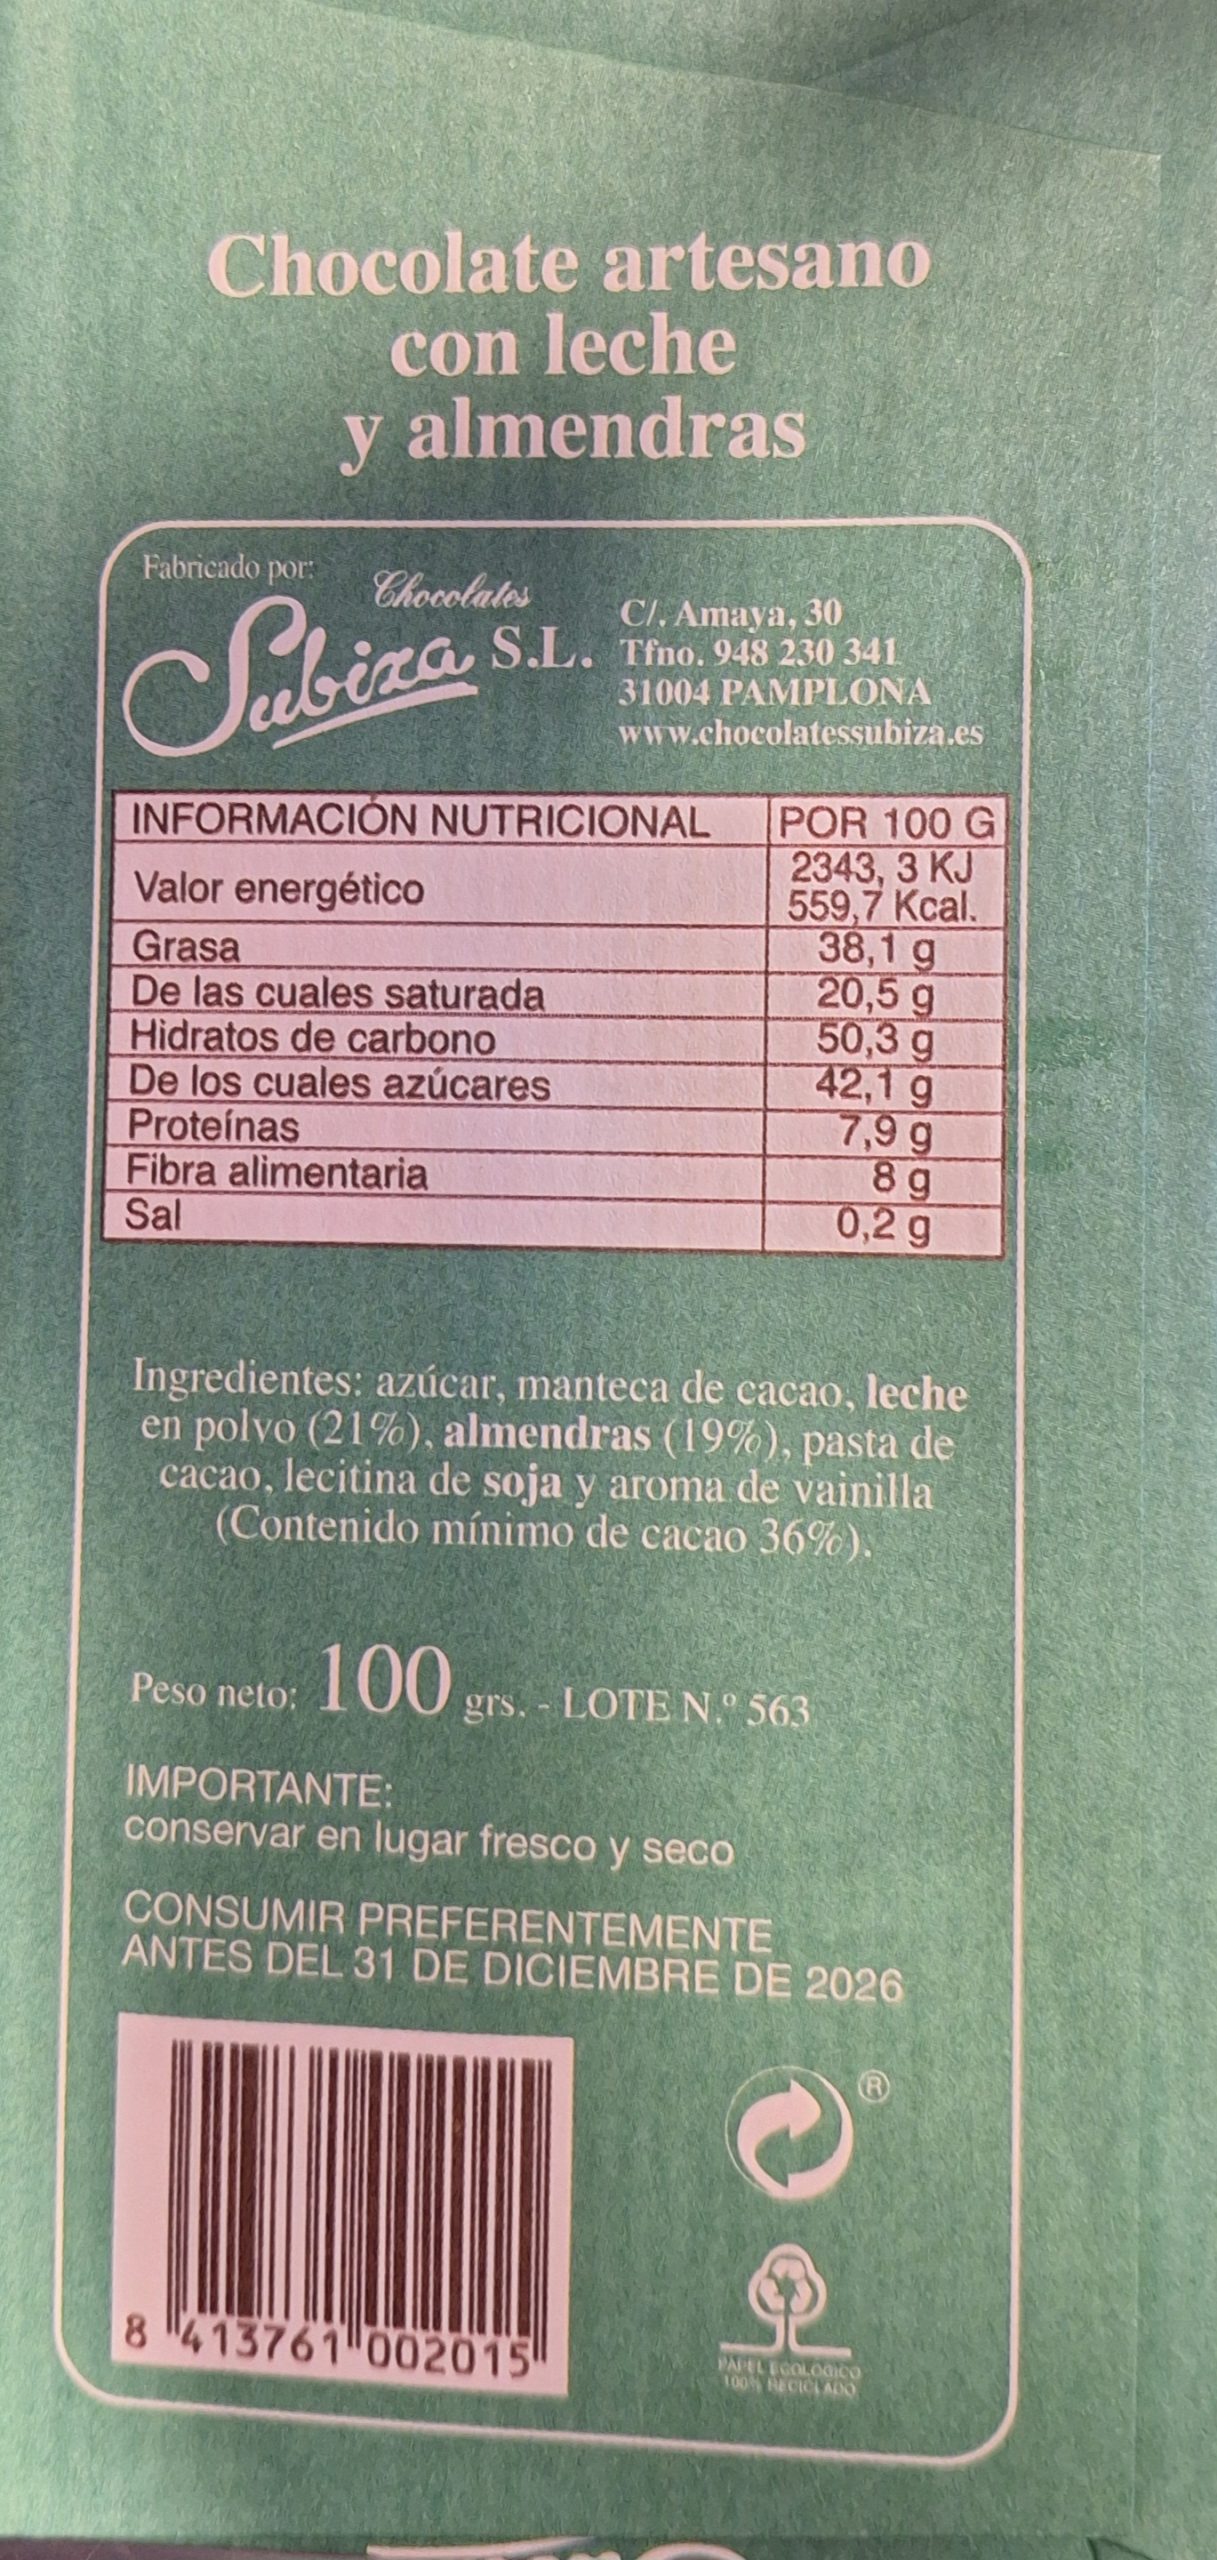 Chocolate artesano
con leche
y almendras
Fabricado por:
Chocolates
Subiza S.L.
C/. Amaya, 30
Tfno. 948 230 341
31004 PAMPLONA
www.chocolatessubiza.es
INFORMACIÓN NUTRICIONAL POR 100 G
Valor energético 2343, 3 KJ
559,7 Kcal.
Grasa 38,1 g
De las cuales saturada 20,5 g
Hidratos de carbono 50,3 g
De los cuales azúcares 42,1 g
Proteínas 7,9 g
Fibra alimentaria 8 g
Sal 0,2 g
Ingredientes: azúcar, manteca de cacao, leche
en polvo (21%), almendras (19%), pasta de
cacao, lecitina de soja y aroma de vainilla
(Contenido mínimo de cacao 36%).
Peso neto: 100 grs. - LOTE N.º 563
IMPORTANTE:
conservar en lugar fresco y seco
CONSUMIR PREFERENTEMENTE
ANTES DEL 31 DE DICIEMBRE DE 2026
8 413761 002015
®
PAPEL ECOLOGICO
100% RECICLADO